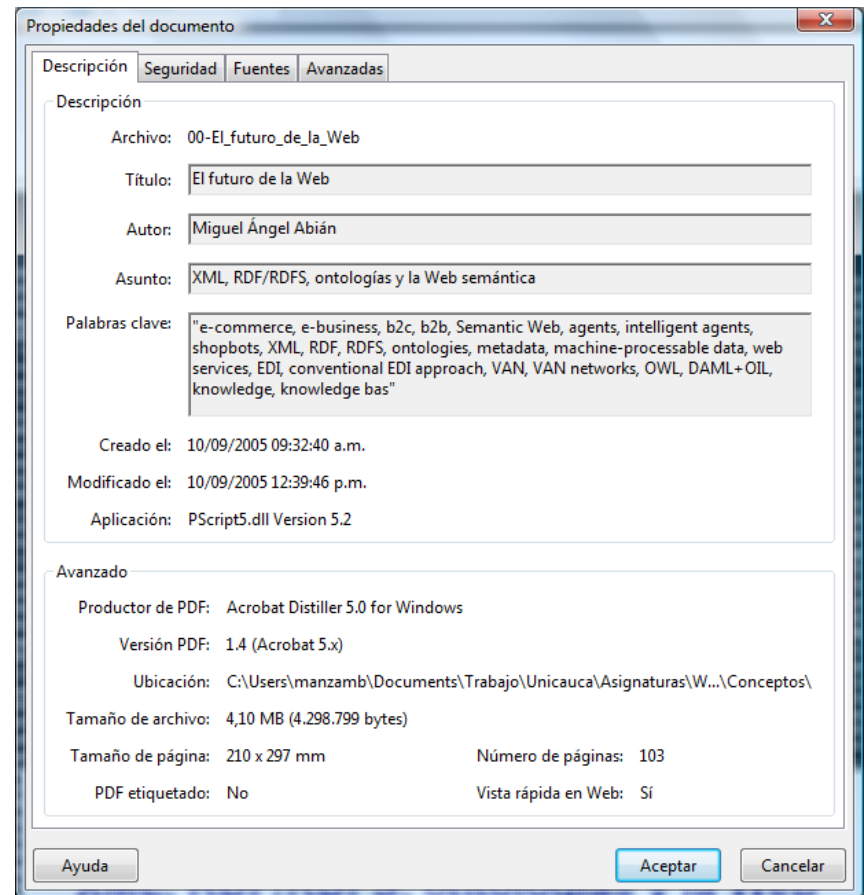 Propiedades del documento
Descripción Seguridad Fuentes Avanzadas
Descripción
Archivo: 00-El_futuro_de_la_Web
Título: El futuro de la Web
Autor: Miguel Ángel Abián
Asunto: XML, RDF/RDFS, ontologías y la Web semántica
Palabras clave: "e-commerce, e-business, b2c, b2b, Semantic Web, agents, intelligent agents,
shopbots, XML, RDF, RDFS, ontologies, metadata, machine-processable data, web
services, EDI, conventional EDI approach, VAN, VAN networks, OWL, DAML+OIL,
knowledge, knowledge bas"
Creado el: 10/09/2005 09:32:40 a.m.
Modificado el: 10/09/2005 12:39:46 p.m.
Aplicación: PScript5.dll Version 5.2
Avanzado
Productor de PDF: Acrobat Distiller 5.0 for Windows
Versión PDF: 1.4 (Acrobat 5.x)
Ubicación: C:\Users\manzamb\Documents\Trabajo\Unicauca\Asignaturas\W...\Conceptos\
Tamaño de archivo: 4,10 MB (4.298.799 bytes)
Tamaño de página: 210 x 297 mm Número de páginas: 103
PDF etiquetado: No Vista rápida en Web: Sí
Ayuda Aceptar Cancelar